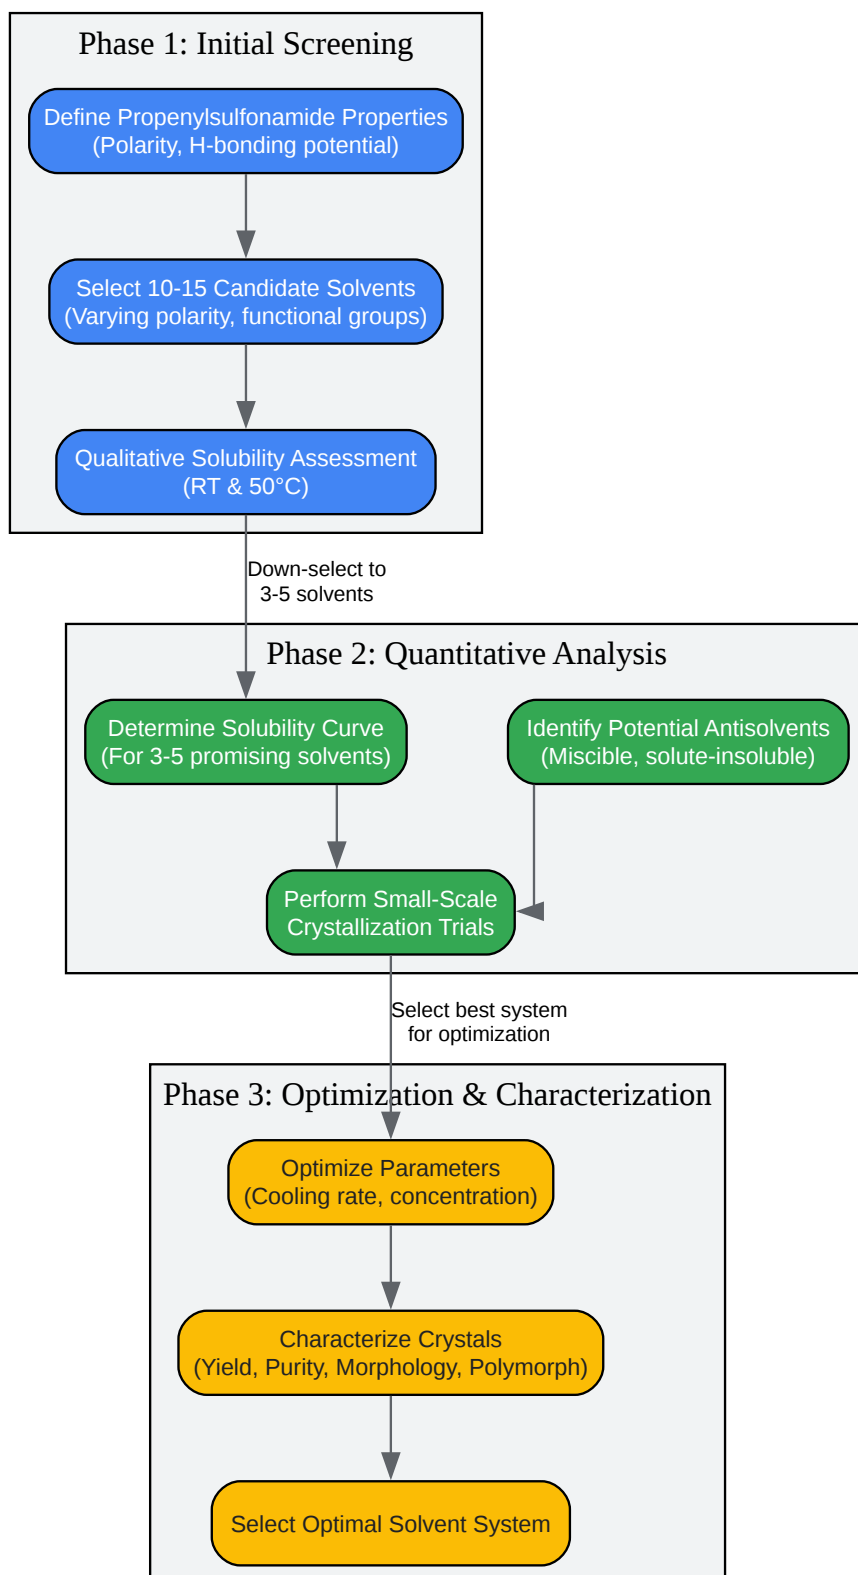 Phase 1: Initial Screening
Define Propenylsulfonamide Properties
(Polarity, H-bonding potential)
Select 10-15 Candidate Solvents
(Varying polarity, functional groups)
Qualitative Solubility Assessment
(RT & 50°C)
Down-select to
3-5 solvents
Phase 2: Quantitative Analysis
Determine Solubility Curve
(For 3-5 promising solvents)
Identify Potential Antisolvents
(Miscible, solute-insoluble)
Perform Small-Scale
Crystallization Trials
Select best system
for optimization
Phase 3: Optimization & Characterization
Optimize Parameters
(Cooling rate, concentration)
Characterize Crystals
(Yield, Purity, Morphology, Polymorph)
Select Optimal Solvent System